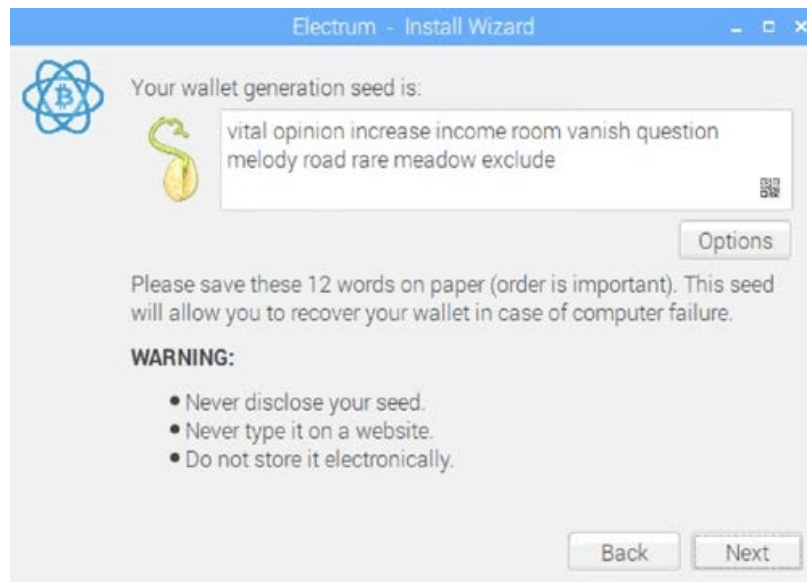 Electrum - Install Wizard
Your wallet generation seed is:
vital opinion increase income room vanish question
melody road rare meadow exclude
Options
Please save these 12 words on paper (order is important). This seed
will allow you to recover your wallet in case of computer failure.
WARNING:
• Never disclose your seed.
• Never type it on a website.
• Do not store it electronically.
Back Next